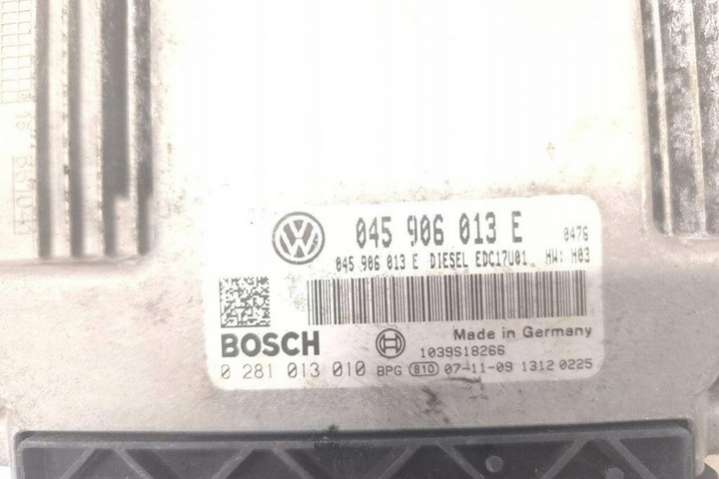 045 906 013 E 0476
045 906 013 E DIESEL EDC17U01 HW: H03
Made in Germany
BOSCH 1039S18266
0 281 013 010 BPG 810 07-11-09 1312 0225